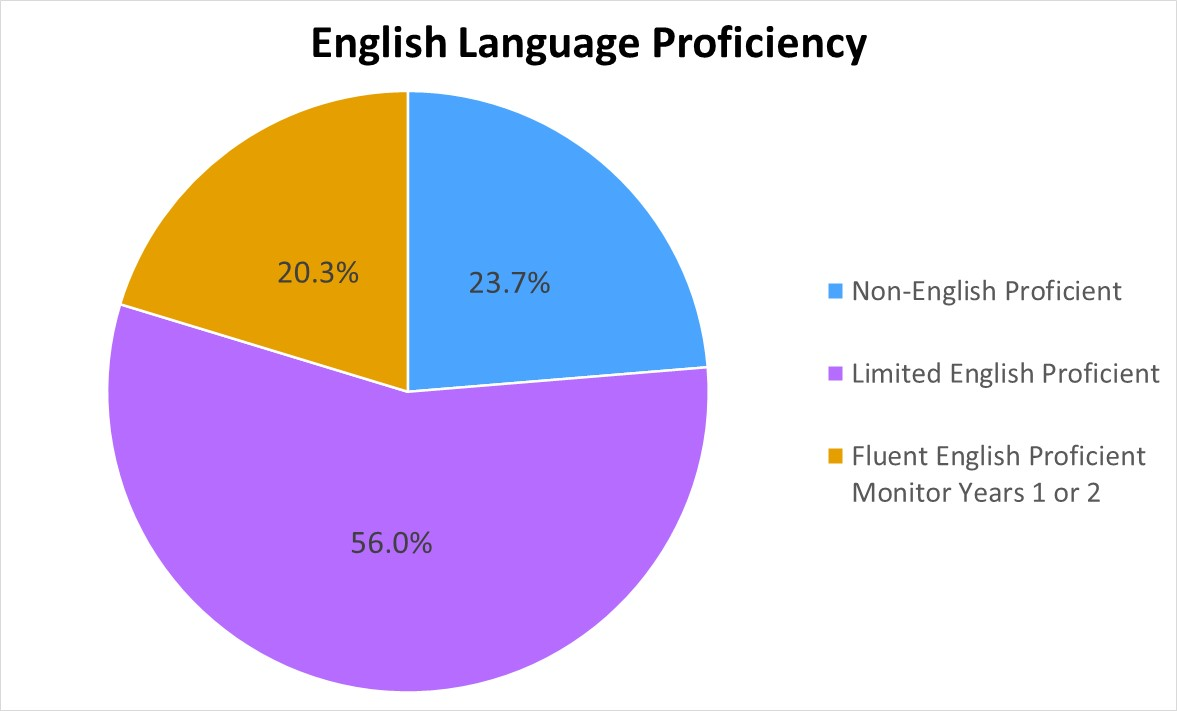 English Language Proficiency
20.3%
23.7%
56.0%
Non-English Proficient
Limited English Proficient
Fluent English Proficient
Monitor Years 1 or 2